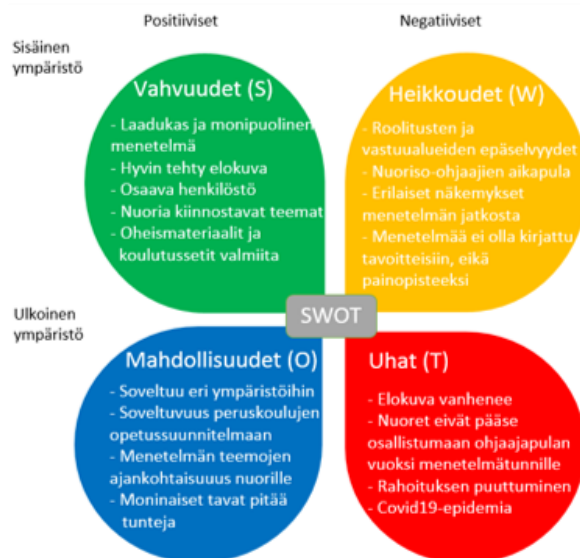 Positiiviset
Negatiiviset
Sisäinen
ympäristö
Vahvuudet (S)
- Laadukas ja monipuolinen
menetelmä
- Hyvin tehty elokuva
- Osaava henkilöstö
- Nuoria kiinnostavat teemat
- Oheismateriaalit ja
koulutussetit valmiita
Heikkoudet (W)
- Roolitusten ja
vastuualueiden epäselvyydet
- Nuoriso-ohjaajien aikapula
- Erilaiset näkemykset
menetelmän jatkosta
- Menetelmää ei olla kirjattu
tavoitteisiin, eikä
painopisteeksi
SWOT
Ulkoinen
ympäristö
Mahdollisuudet (O)
- Soveltuu eri ympäristöihin
- Soveltuvuus peruskoulujen
opetussuunnitelmaan
- Menetelmän teemojen
ajankohtaisuus nuorille
- Moninaiset tavat pitää
tunteja
Uhat (T)
- Elokuva vanhenee
- Nuoret eivät pääse
osallistumaan ohjaajapulan
vuoksi menetelmätunnille
- Rahoituksen puuttuminen
- Covid19-epidemia